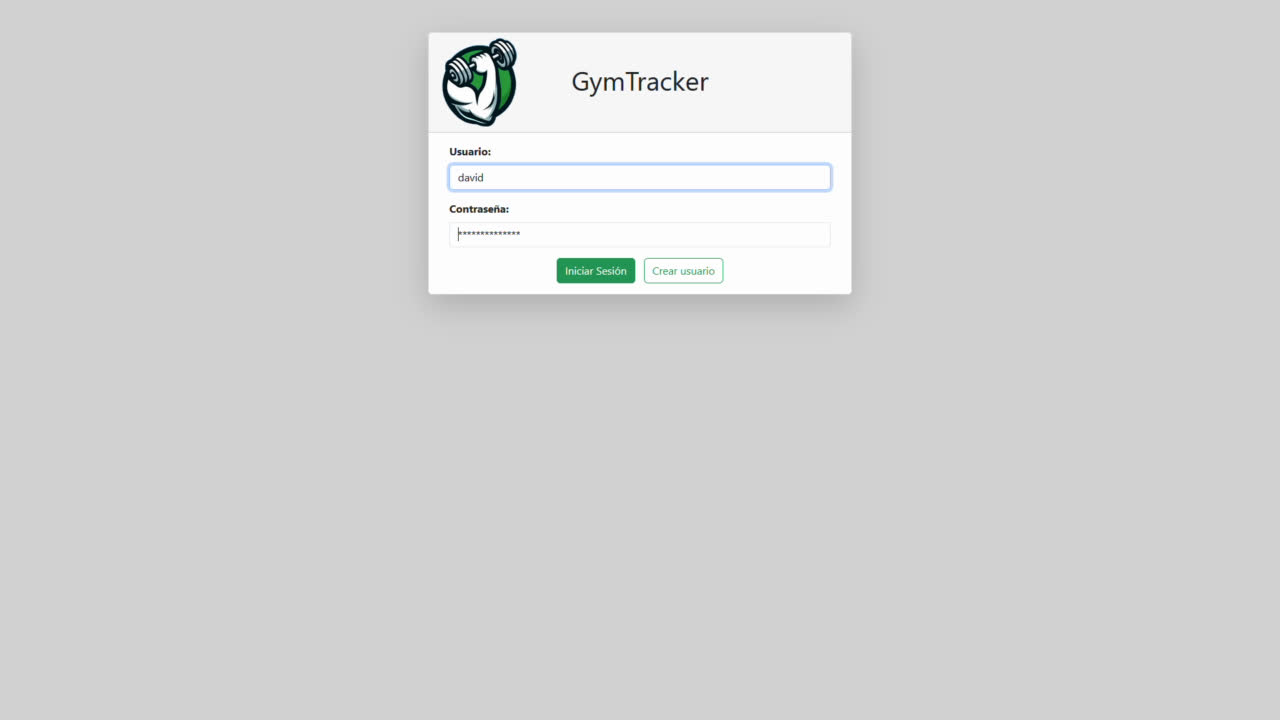 GymTracker
Usuario:
david
Contraseña:
**************
Iniciar Sesión Crear usuario